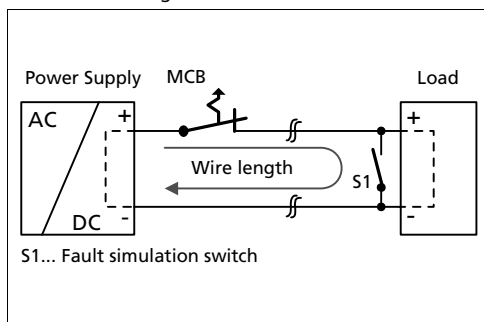 Power Supply MCB Load
AC + +
Wire length
S1
DC - -
S1... Fault simulation switch